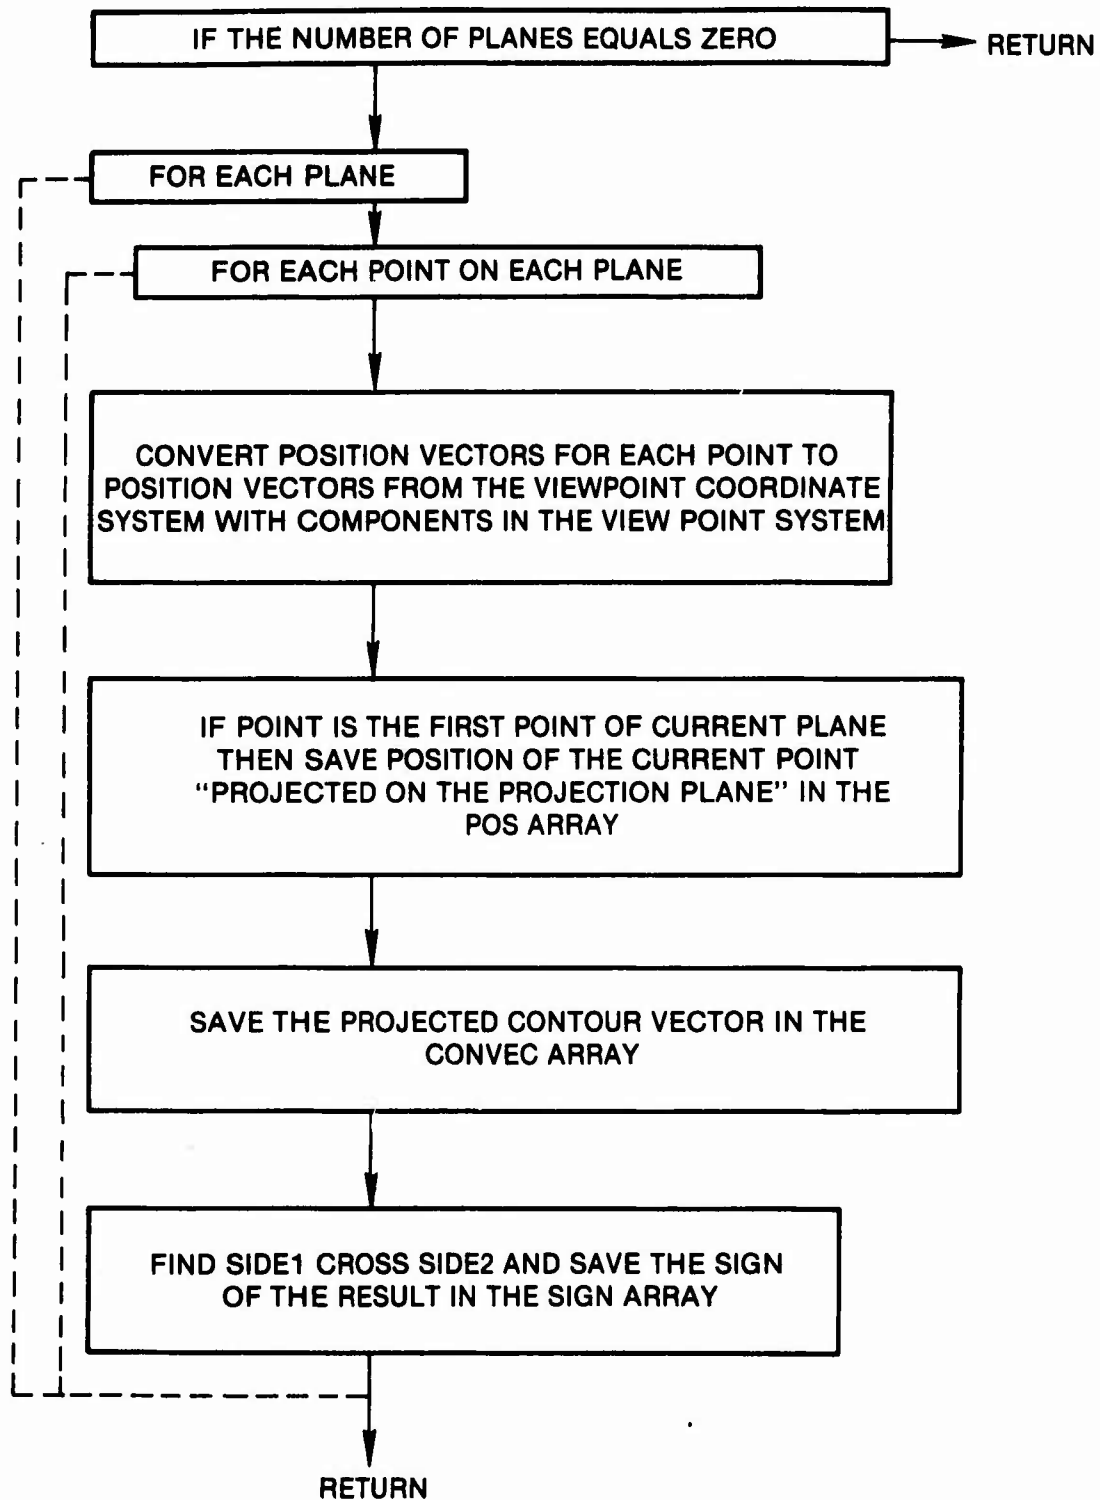 IF THE NUMBER OF PLANES EQUALS ZERO
RETURN
FOR EACH PLANE
FOR EACH POINT ON EACH PLANE
CONVERT POSITION VECTORS FOR EACH POINT TO
POSITION VECTORS FROM THE VIEWPOINT COORDINATE
SYSTEM WITH COMPONENTS IN THE VIEW POINT SYSTEM
IF POINT IS THE FIRST POINT OF CURRENT PLANE
THEN SAVE POSITION OF THE CURRENT POINT
“PROJECTED ON THE PROJECTION PLANE” IN THE
POS ARRAY
SAVE THE PROJECTED CONTOUR VECTOR IN THE
CONVEC ARRAY
FIND SIDE1 CROSS SIDE2 AND SAVE THE SIGN
OF THE RESULT IN THE SIGN ARRAY
RETURN